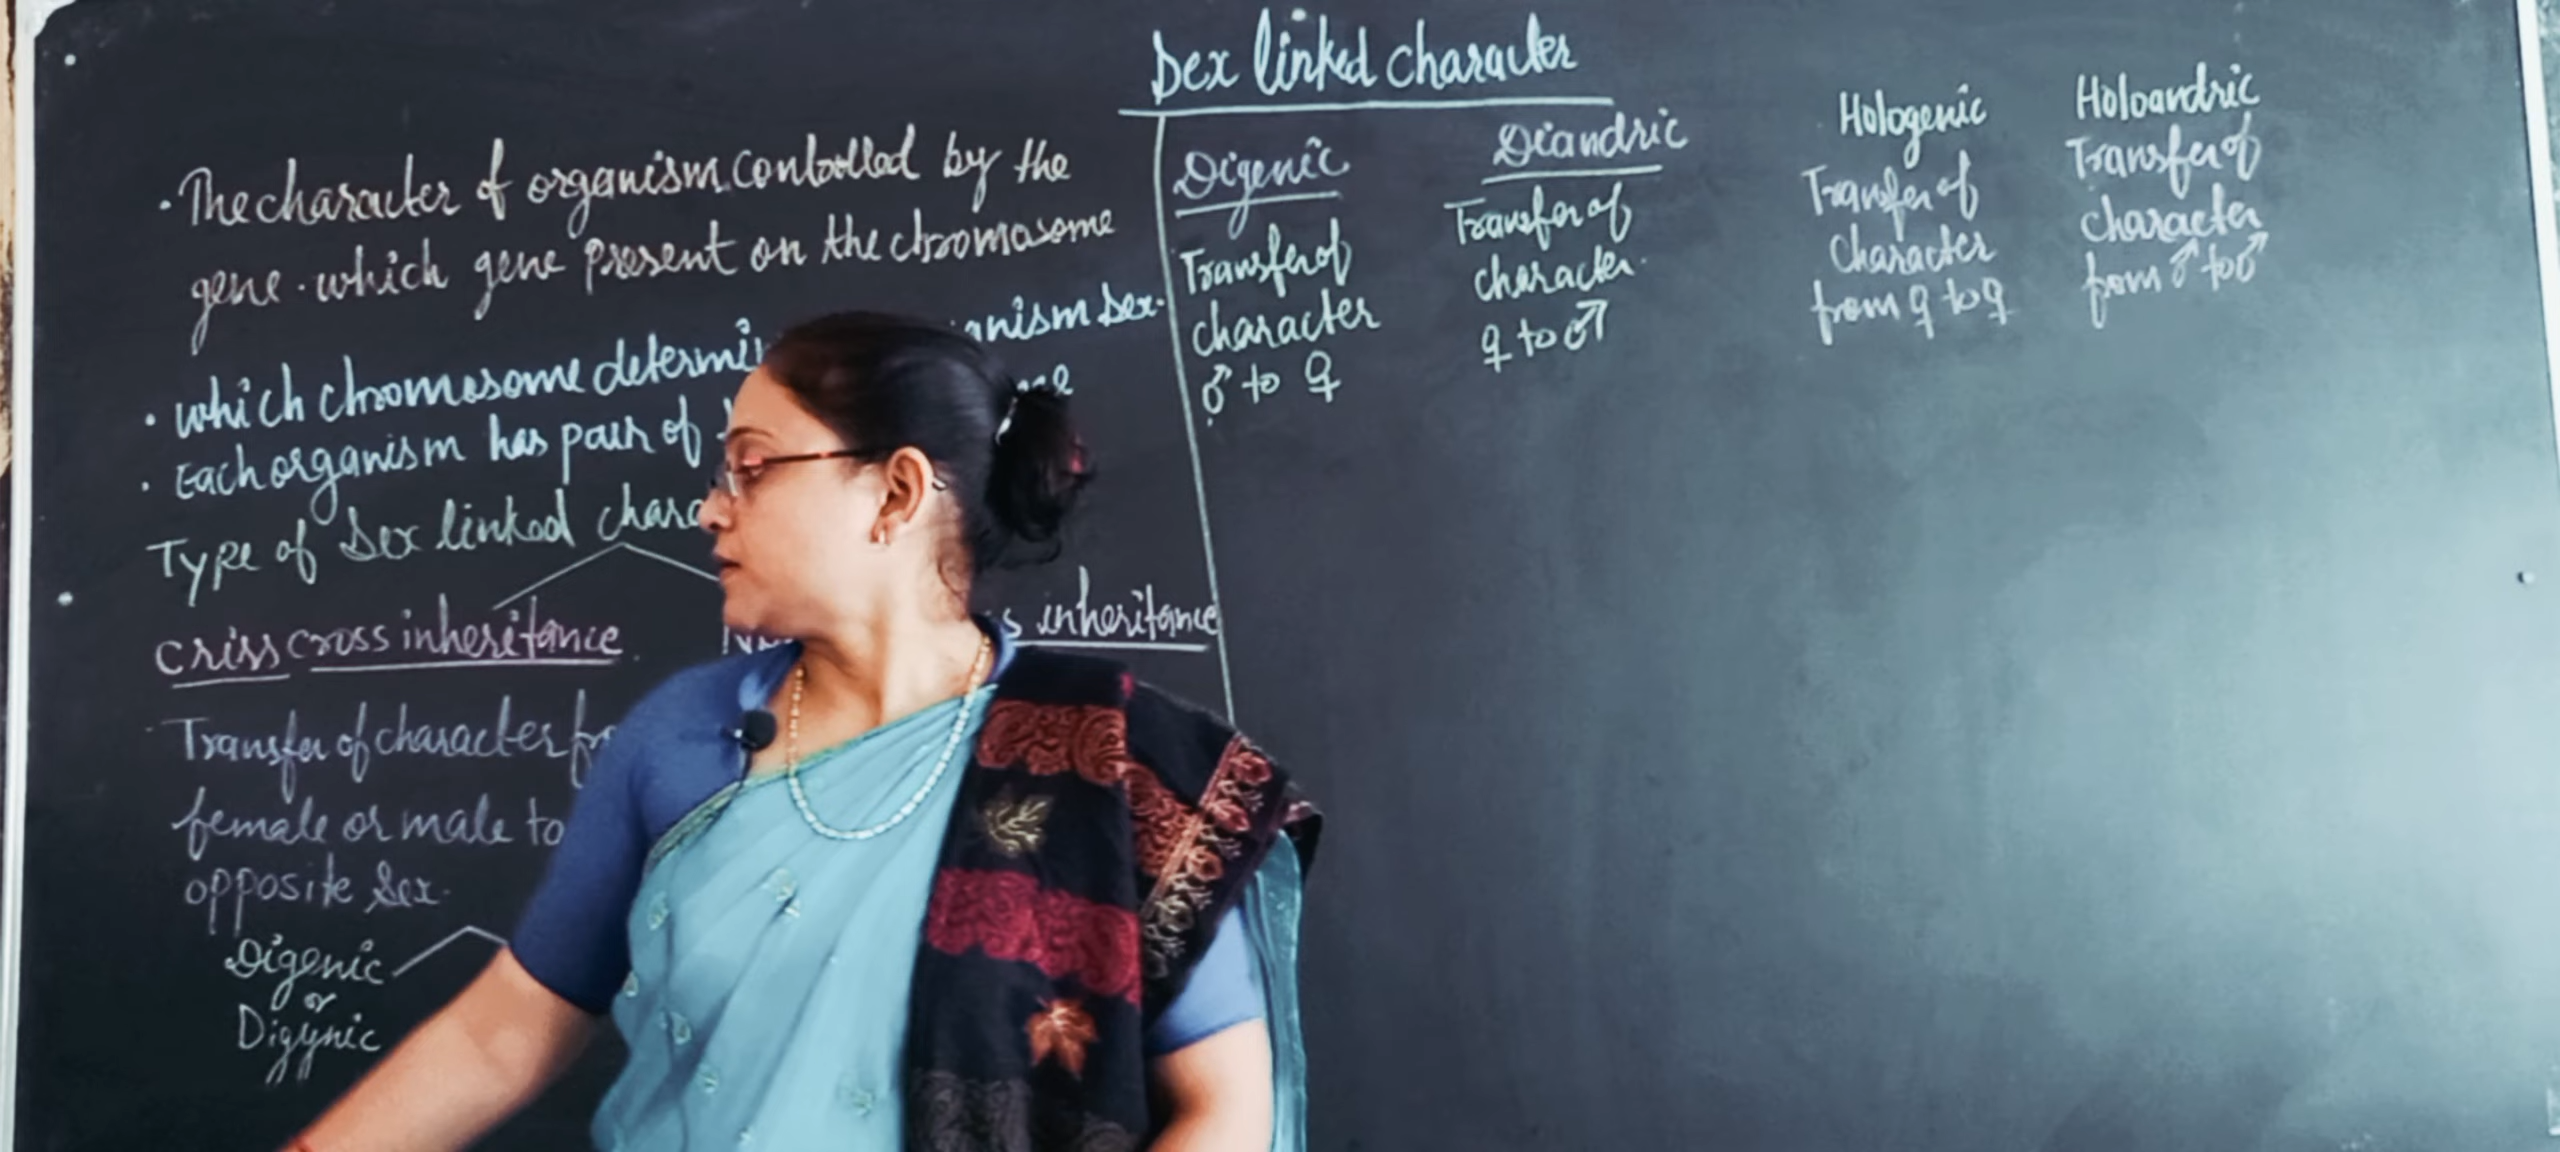 Sex linked character
· The character of organism controlled by the
gene. which gene present on the chromosome
· which chromosome Sex.
· Each organism has pair of
Type of Sex linked
criss cross inheritance
inheritance
Transfer of character
female or male to
opposite Sex.
Digenic
or
Digynic
Digenic
Transfer of
character
♂ to ♀
Diandric
Transfer of
character.
♀ to ♂
Hologenic
Transfer of
Character
from ♀ to ♀
Holoandric
Transfer of
character
from ♂ to ♂